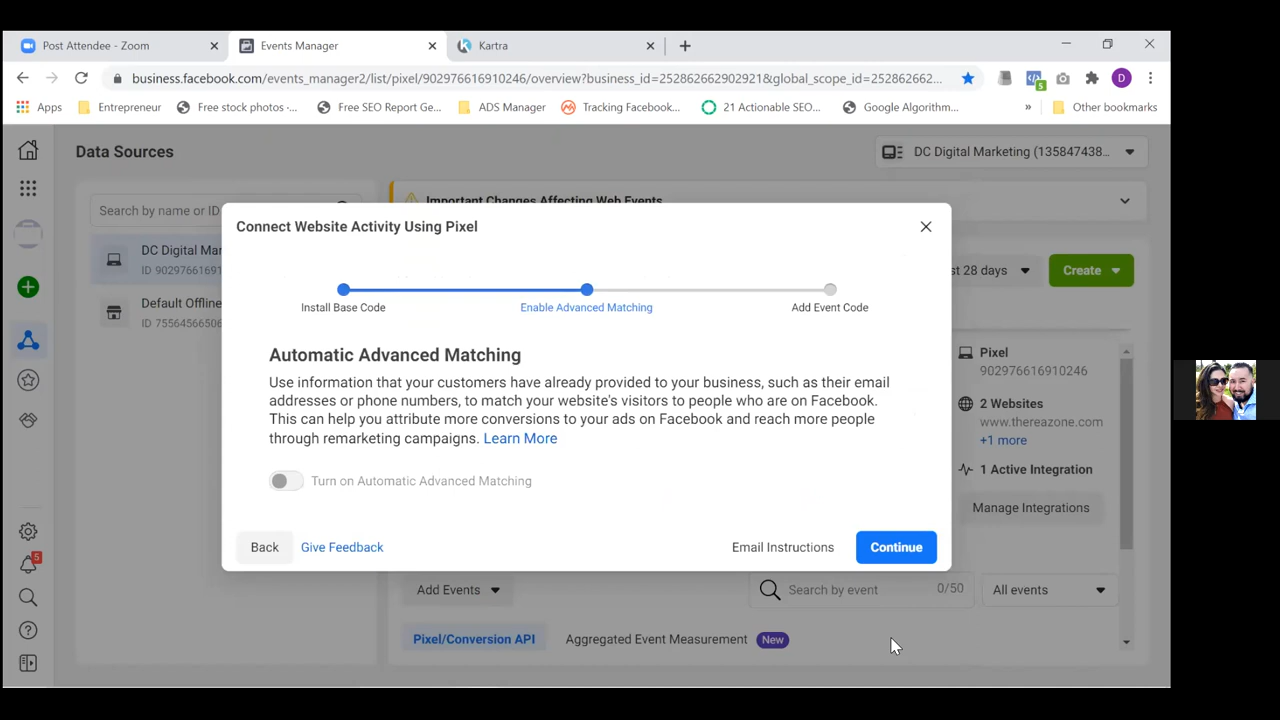 Post Attendee - Zoom
Events Manager
Kartra
business.facebook.com/events_manager2/list/pixel/902976616910246/overview?business_id=252862662902921&global_scope_id=252862662...
D
5
Apps
Entrepreneur
Free stock photos -...
Free SEO Report Ge...
ADS Manager
Tracking Facebook...
21 Actionable SEO...
Google Algorithm...
»
Other bookmarks
Data Sources
DC Digital Marketing (135847438...
Search by name or ID
Important Changes Affecting Web Events
DC Digital Mar
ID 90297661691
Default Offline
ID 75564566506
st 28 days
Create
Connect Website Activity Using Pixel
Install Base Code
Enable Advanced Matching
Add Event Code
Automatic Advanced Matching
Use information that your customers have already provided to your business, such as their email
addresses or phone numbers, to match your website's visitors to people who are on Facebook.
This can help you attribute more conversions to your ads on Facebook and reach more people
through remarketing campaigns. Learn More
Turn on Automatic Advanced Matching
Back
Give Feedback
Email Instructions
Continue
Pixel
902976616910246
2 Websites
www.thereazone.com
+1 more
1 Active Integration
Manage Integrations
5
Add Events
Search by event
0/50
All events
Pixel/Conversion API
Aggregated Event Measurement
New